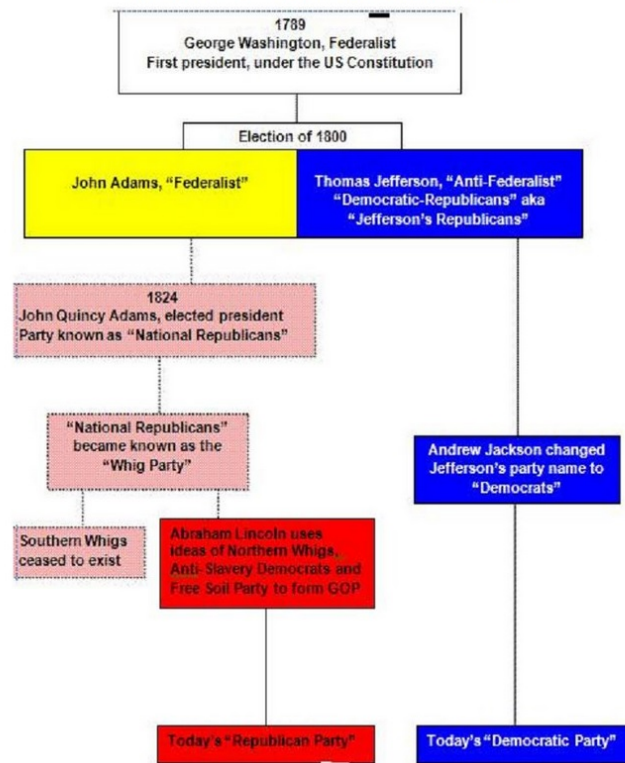 1789
George Washington, Federalist
First president, under the US Constitution
Election of 1800
John Adams, “Federalist”
Thomas Jefferson, “Anti-Federalist”
“Democratic-Republicans” aka
“Jefferson’s Republicans”
1824
John Quincy Adams, elected president
Party known as “National Republicans”
“National Republicans”
became known as the
“Whig Party”
Andrew Jackson changed
Jefferson’s party name to
“Democrats”
Southern Whigs
ceased to exist
Abraham Lincoln uses
ideas of Northern Whigs,
Anti-Slavery Democrats and
Free Soil Party to form GOP
Today’s “Republican Party”
Today’s “Democratic Party”